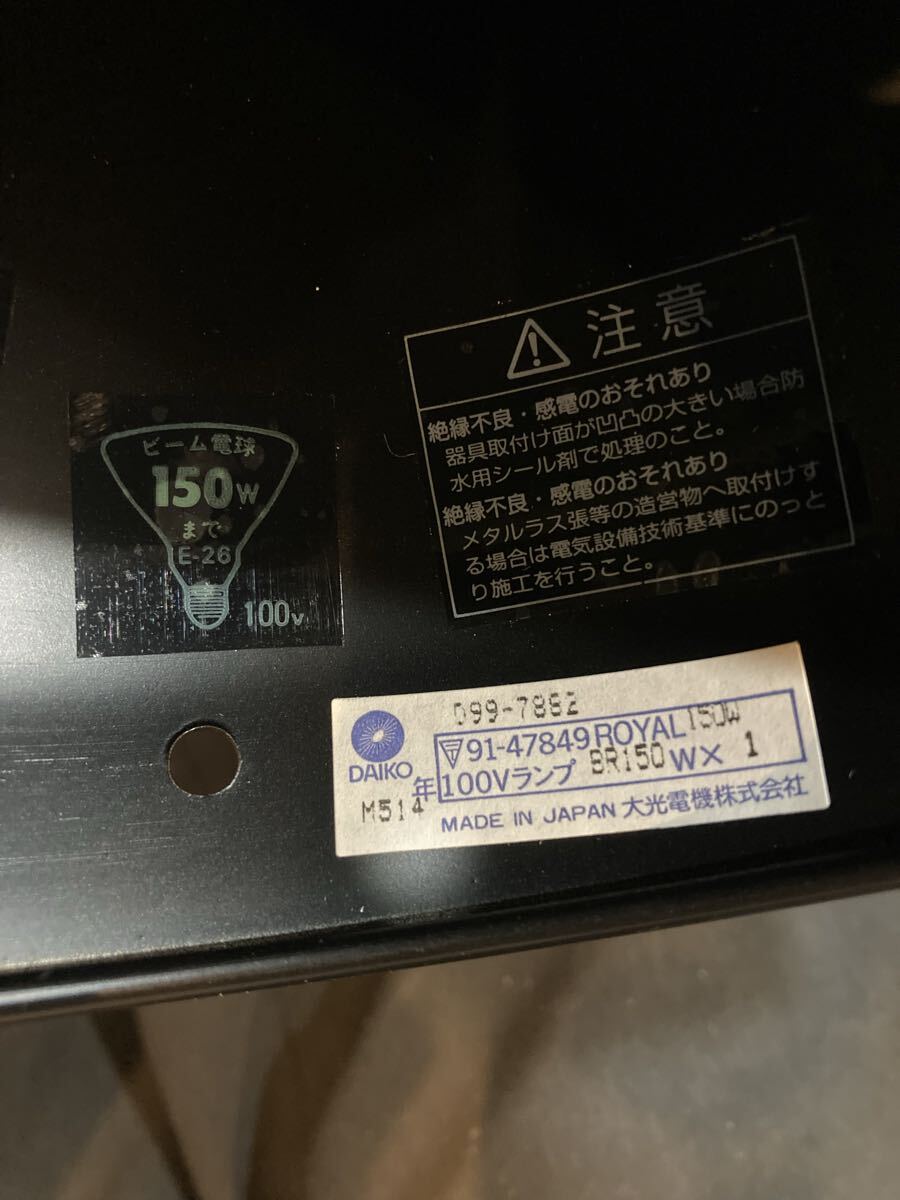 注意
絶縁不良・感電のおそれあり
器具取付け面が凹凸の大きい場合防
水用シール剤で処理のこと。
絶縁不良・感電のおそれあり
メタルラス張等の造営物へ取付けす
る場合は電気設備技術基準にのっと
り施工を行うこと。
ビーム電球
150W
まで
E-26
100V
D99-7862
91-47849 ROYAL 150W
DAIKO
100Vランプ BR150 W× 1
M514 年
MADE IN JAPAN 大光電機株式会社